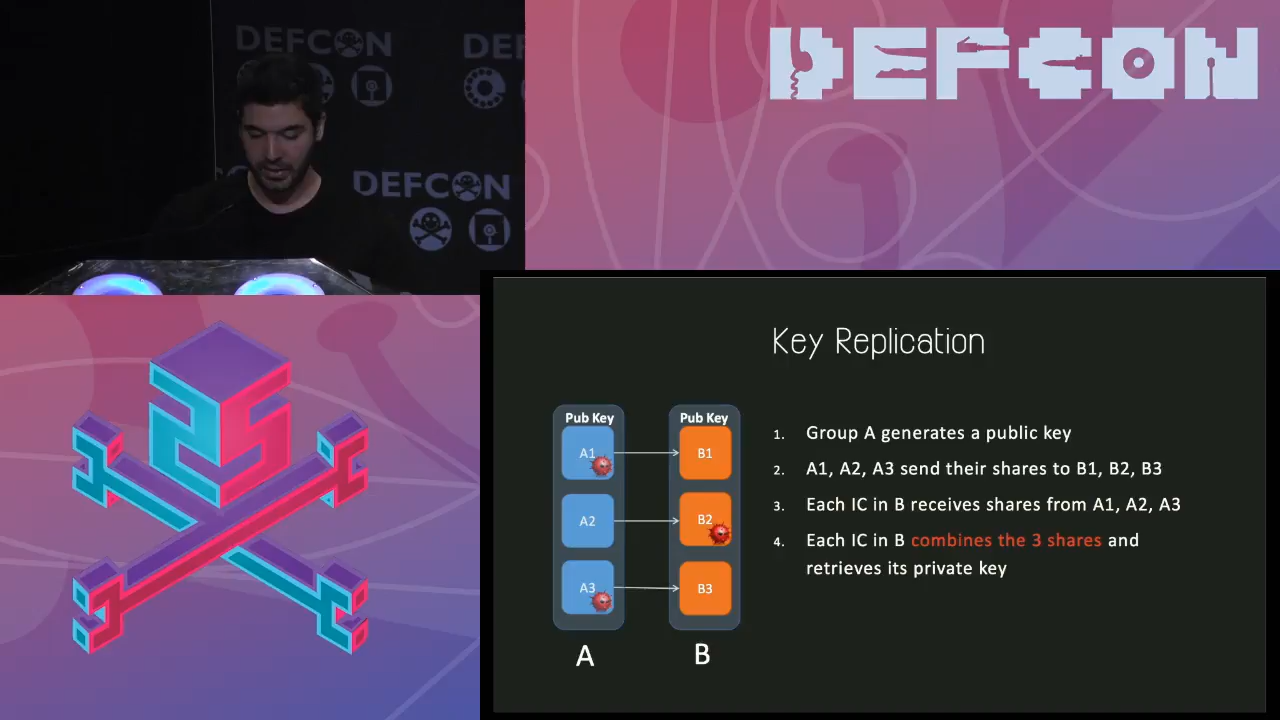 DEFCON
DE
DEFCON
DEFCON
Key Replication
Pub Key
Pub Key
A1
B1
A2
B2
A3
B3
A
B
1. Group A generates a public key
2. A1, A2, A3 send their shares to B1, B2, B3
3. Each IC in B receives shares from A1, A2, A3
4. Each IC in B combines the 3 shares and
retrieves its private key